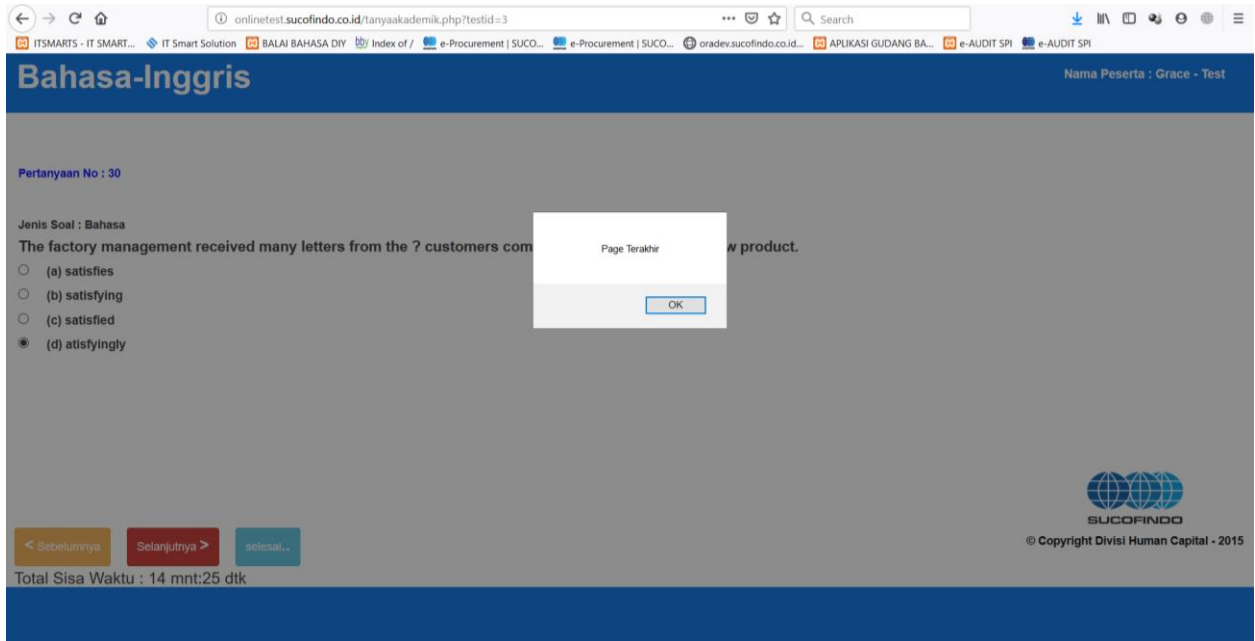 onlinetest.sucofindo.co.id/tanyaakademik.php?testid=3
Search
ITSMARTS - IT SMART... IT Smart Solution BALAI BAHASA DIY Index of / e-Procurement | SUCO... e-Procurement | SUCO... oradev.sucofindo.co.id... APLIKASI GUDANG BA... e-AUDIT SPI e-AUDIT SPI
Bahasa-Inggris
Nama Peserta : Grace - Test
Pertanyaan No : 30
Jenis Soal : Bahasa
The factory management received many letters from the ? customers com w product.
(a) satisfies
(b) satisfying
(c) satisfied
(d) atisfyingly
Page Terakhir
OK
< Sebelumnya Selanjutnya > selesai..
Total Sisa Waktu : 14 mnt:25 dtk
SUCOFINDO
© Copyright Divisi Human Capital - 2015